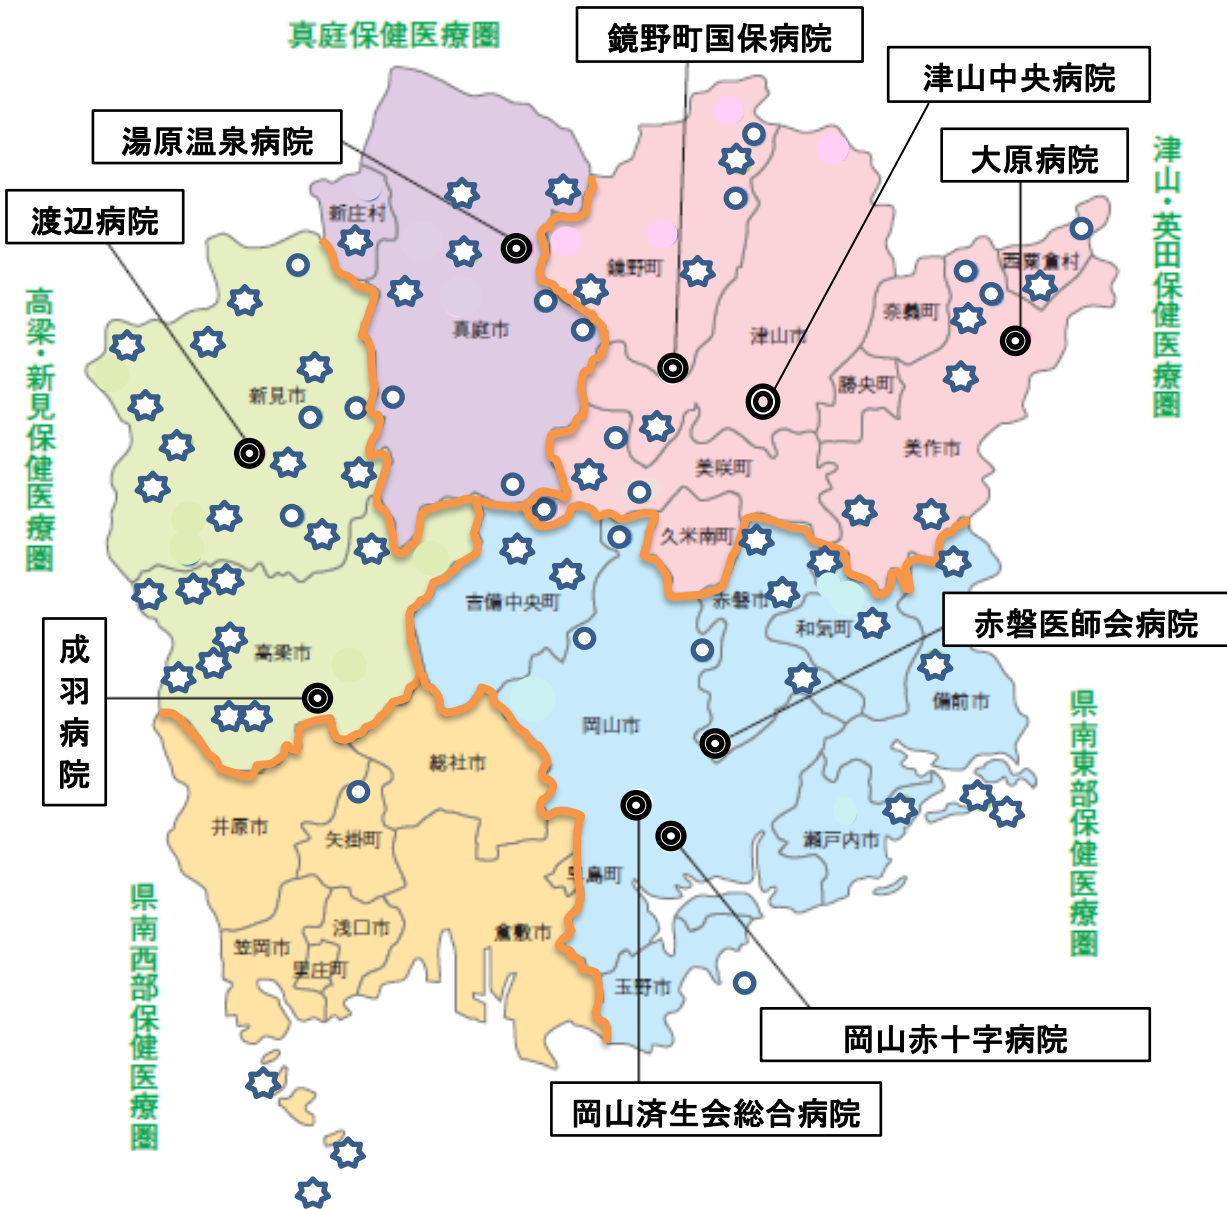 真庭保健医療圏
鏡野町国保病院
津山中央病院
湯原温泉病院
大原病院
渡辺病院
津山・英田保健医療圏
高梁・新見保健医療圏
新庄村
鏡野町
西粟倉村
奈義町
真庭市
津山市
勝央町
新見市
美作市
美咲町
久米南町
吉備中央町
赤磐市
和気町
赤磐医師会病院
成羽病院
高梁市
備前市
岡山市
県南東部保健医療圏
総社市
井原市
矢掛町
瀬戸内市
早島町
県南西部保健医療圏
浅口市
倉敷市
笠岡市
里庄町
玉野市
岡山赤十字病院
岡山済生会総合病院